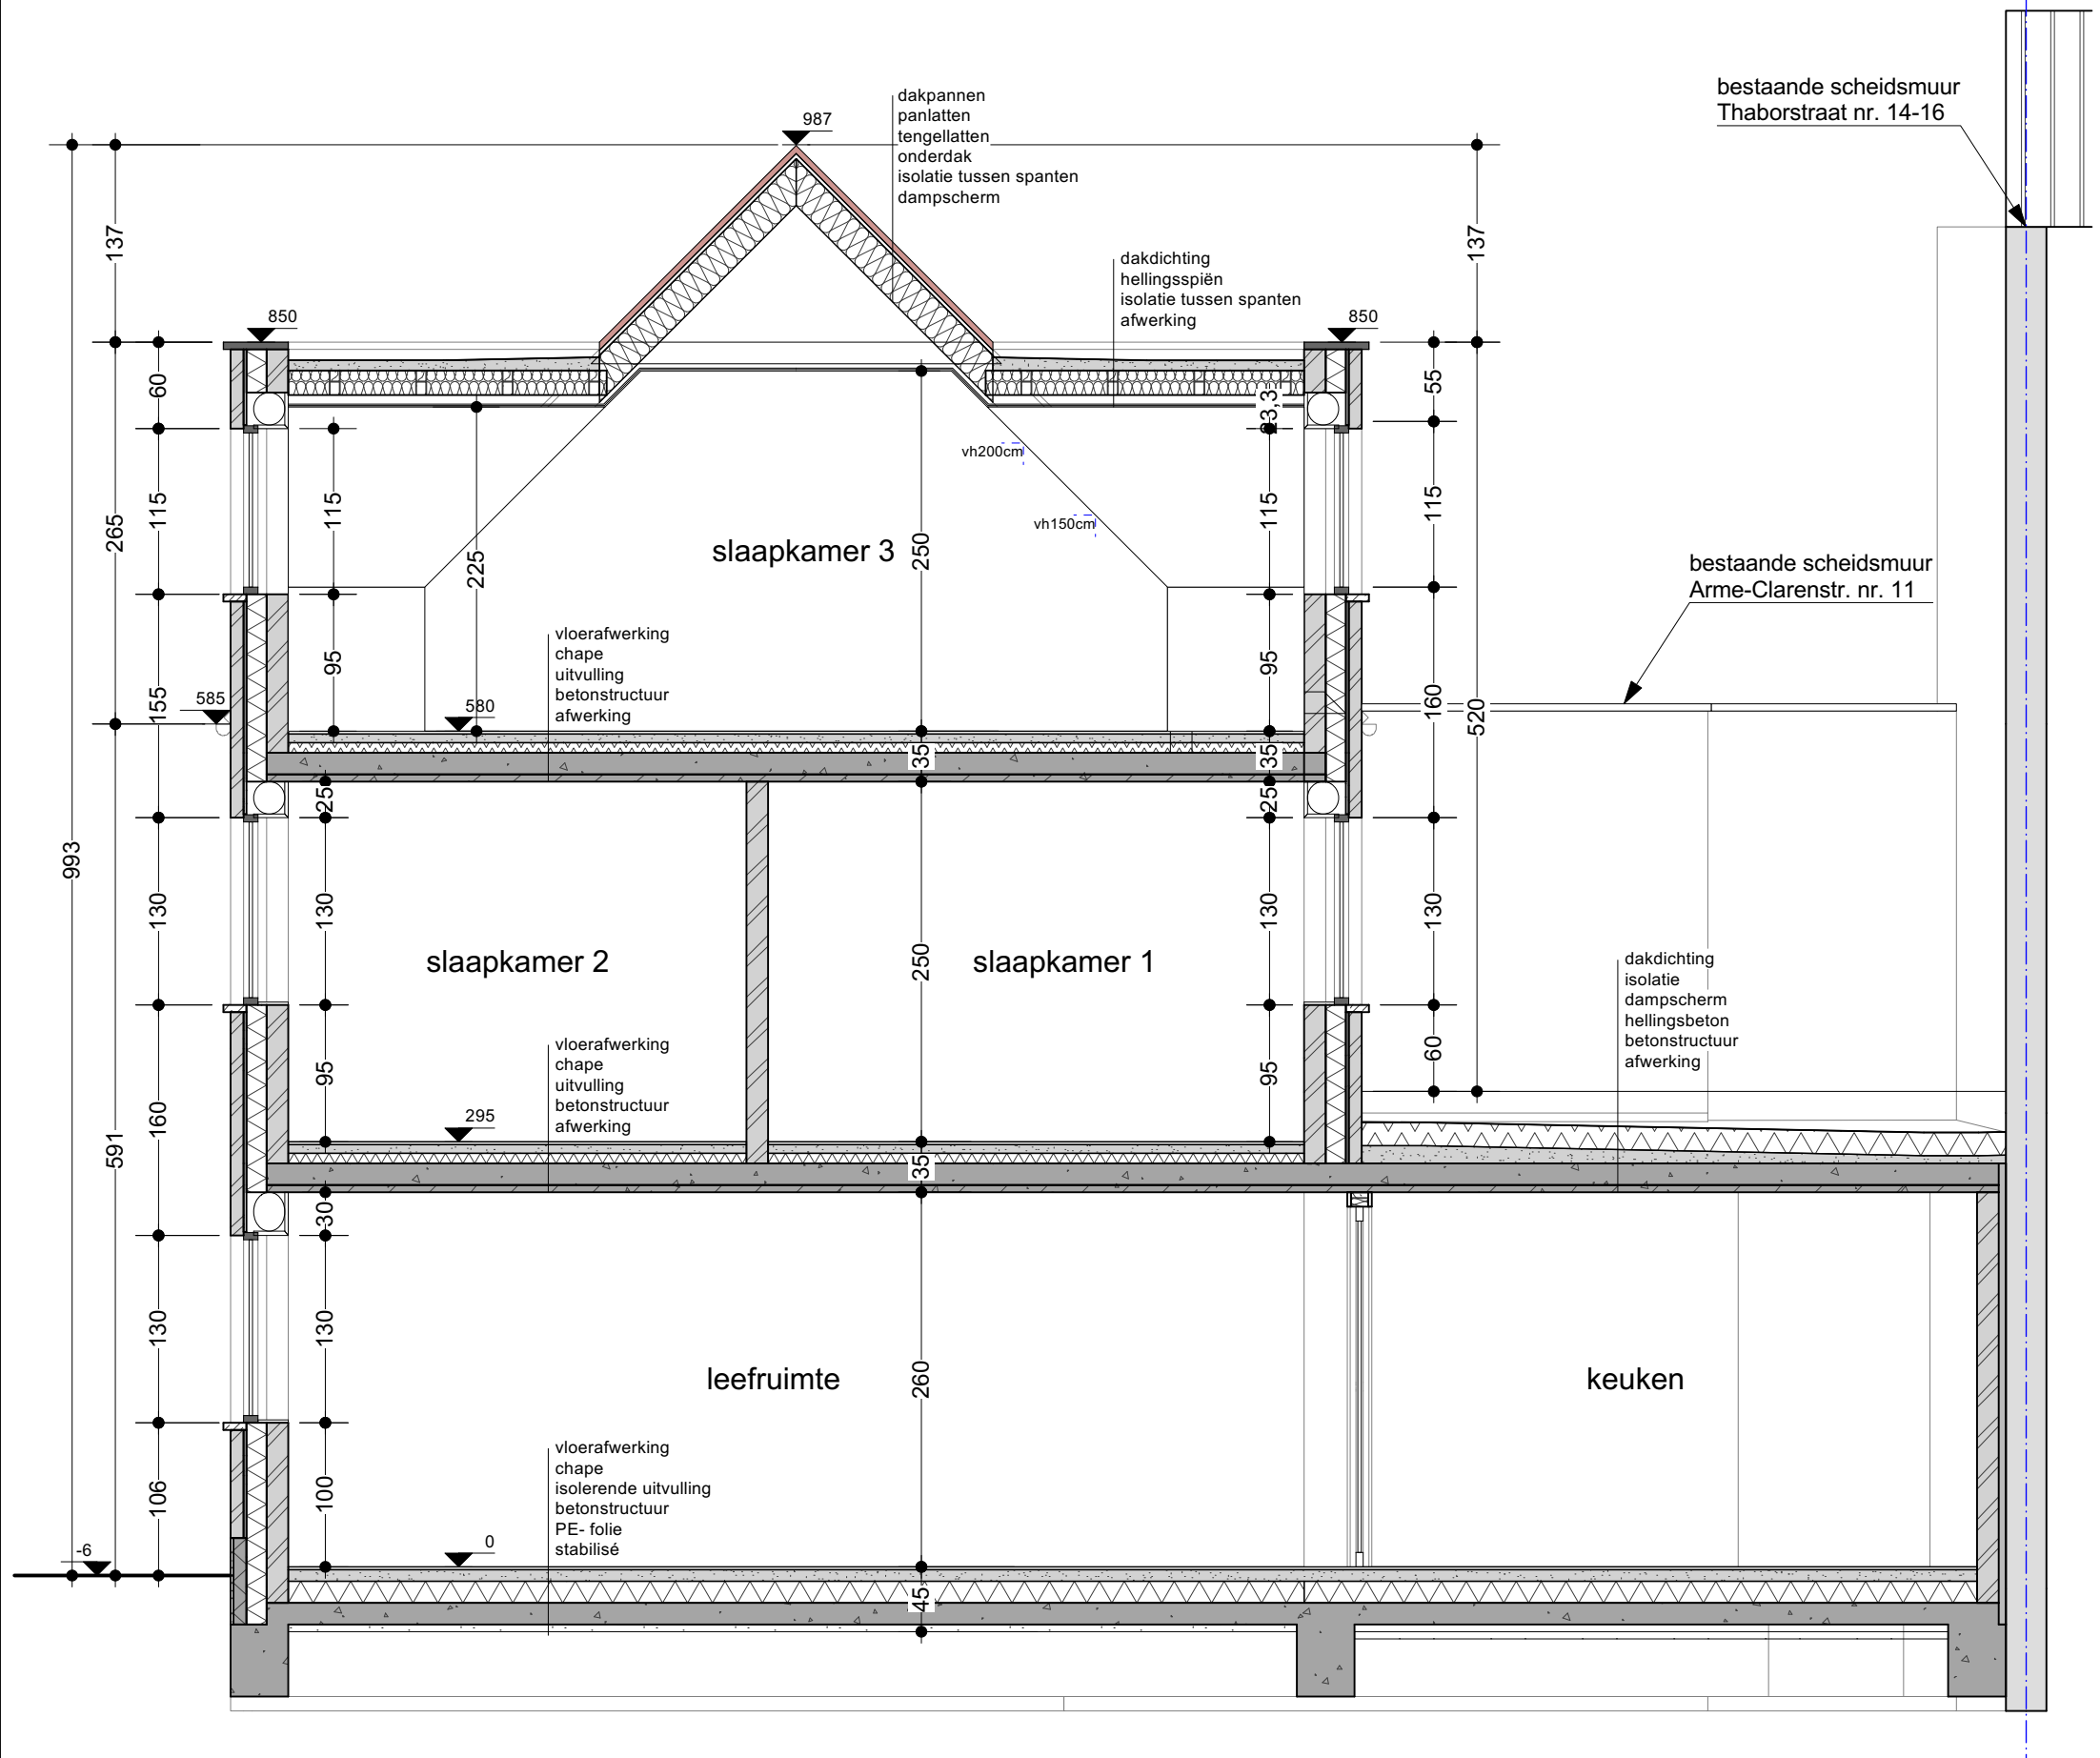 bestaande scheidsmuur
Thaborstraat nr. 14-16
dakpannen
panlatten
tengellatten
onderdak
isolatie tussen spanten
dampscherm
987
137
137
dakdichting
hellingsspiën
isolatie tussen spanten
afwerking
850
850
60
55
23,3
vh200cm
vh150cm
265
115
115
225
slaapkamer 3
250
115
115
bestaande scheidsmuur
Arme-Clarenstr. nr. 11
vloerafwerking
chape
uitvulling
betonstructuur
afwerking
95
95
155
160
520
585
580
35
35
25
25
993
130
130
250
130
130
slaapkamer 2
slaapkamer 1
dakdichting
isolatie
dampscherm
hellingsbeton
betonstructuur
afwerking
vloerafwerking
chape
uitvulling
betonstructuur
afwerking
95
95
60
160
591
295
35
30
130
130
leefruimte
260
keuken
vloerafwerking
chape
isolerende uitvulling
betonstructuur
PE- folie
stabilisé
106
100
-6
0
45